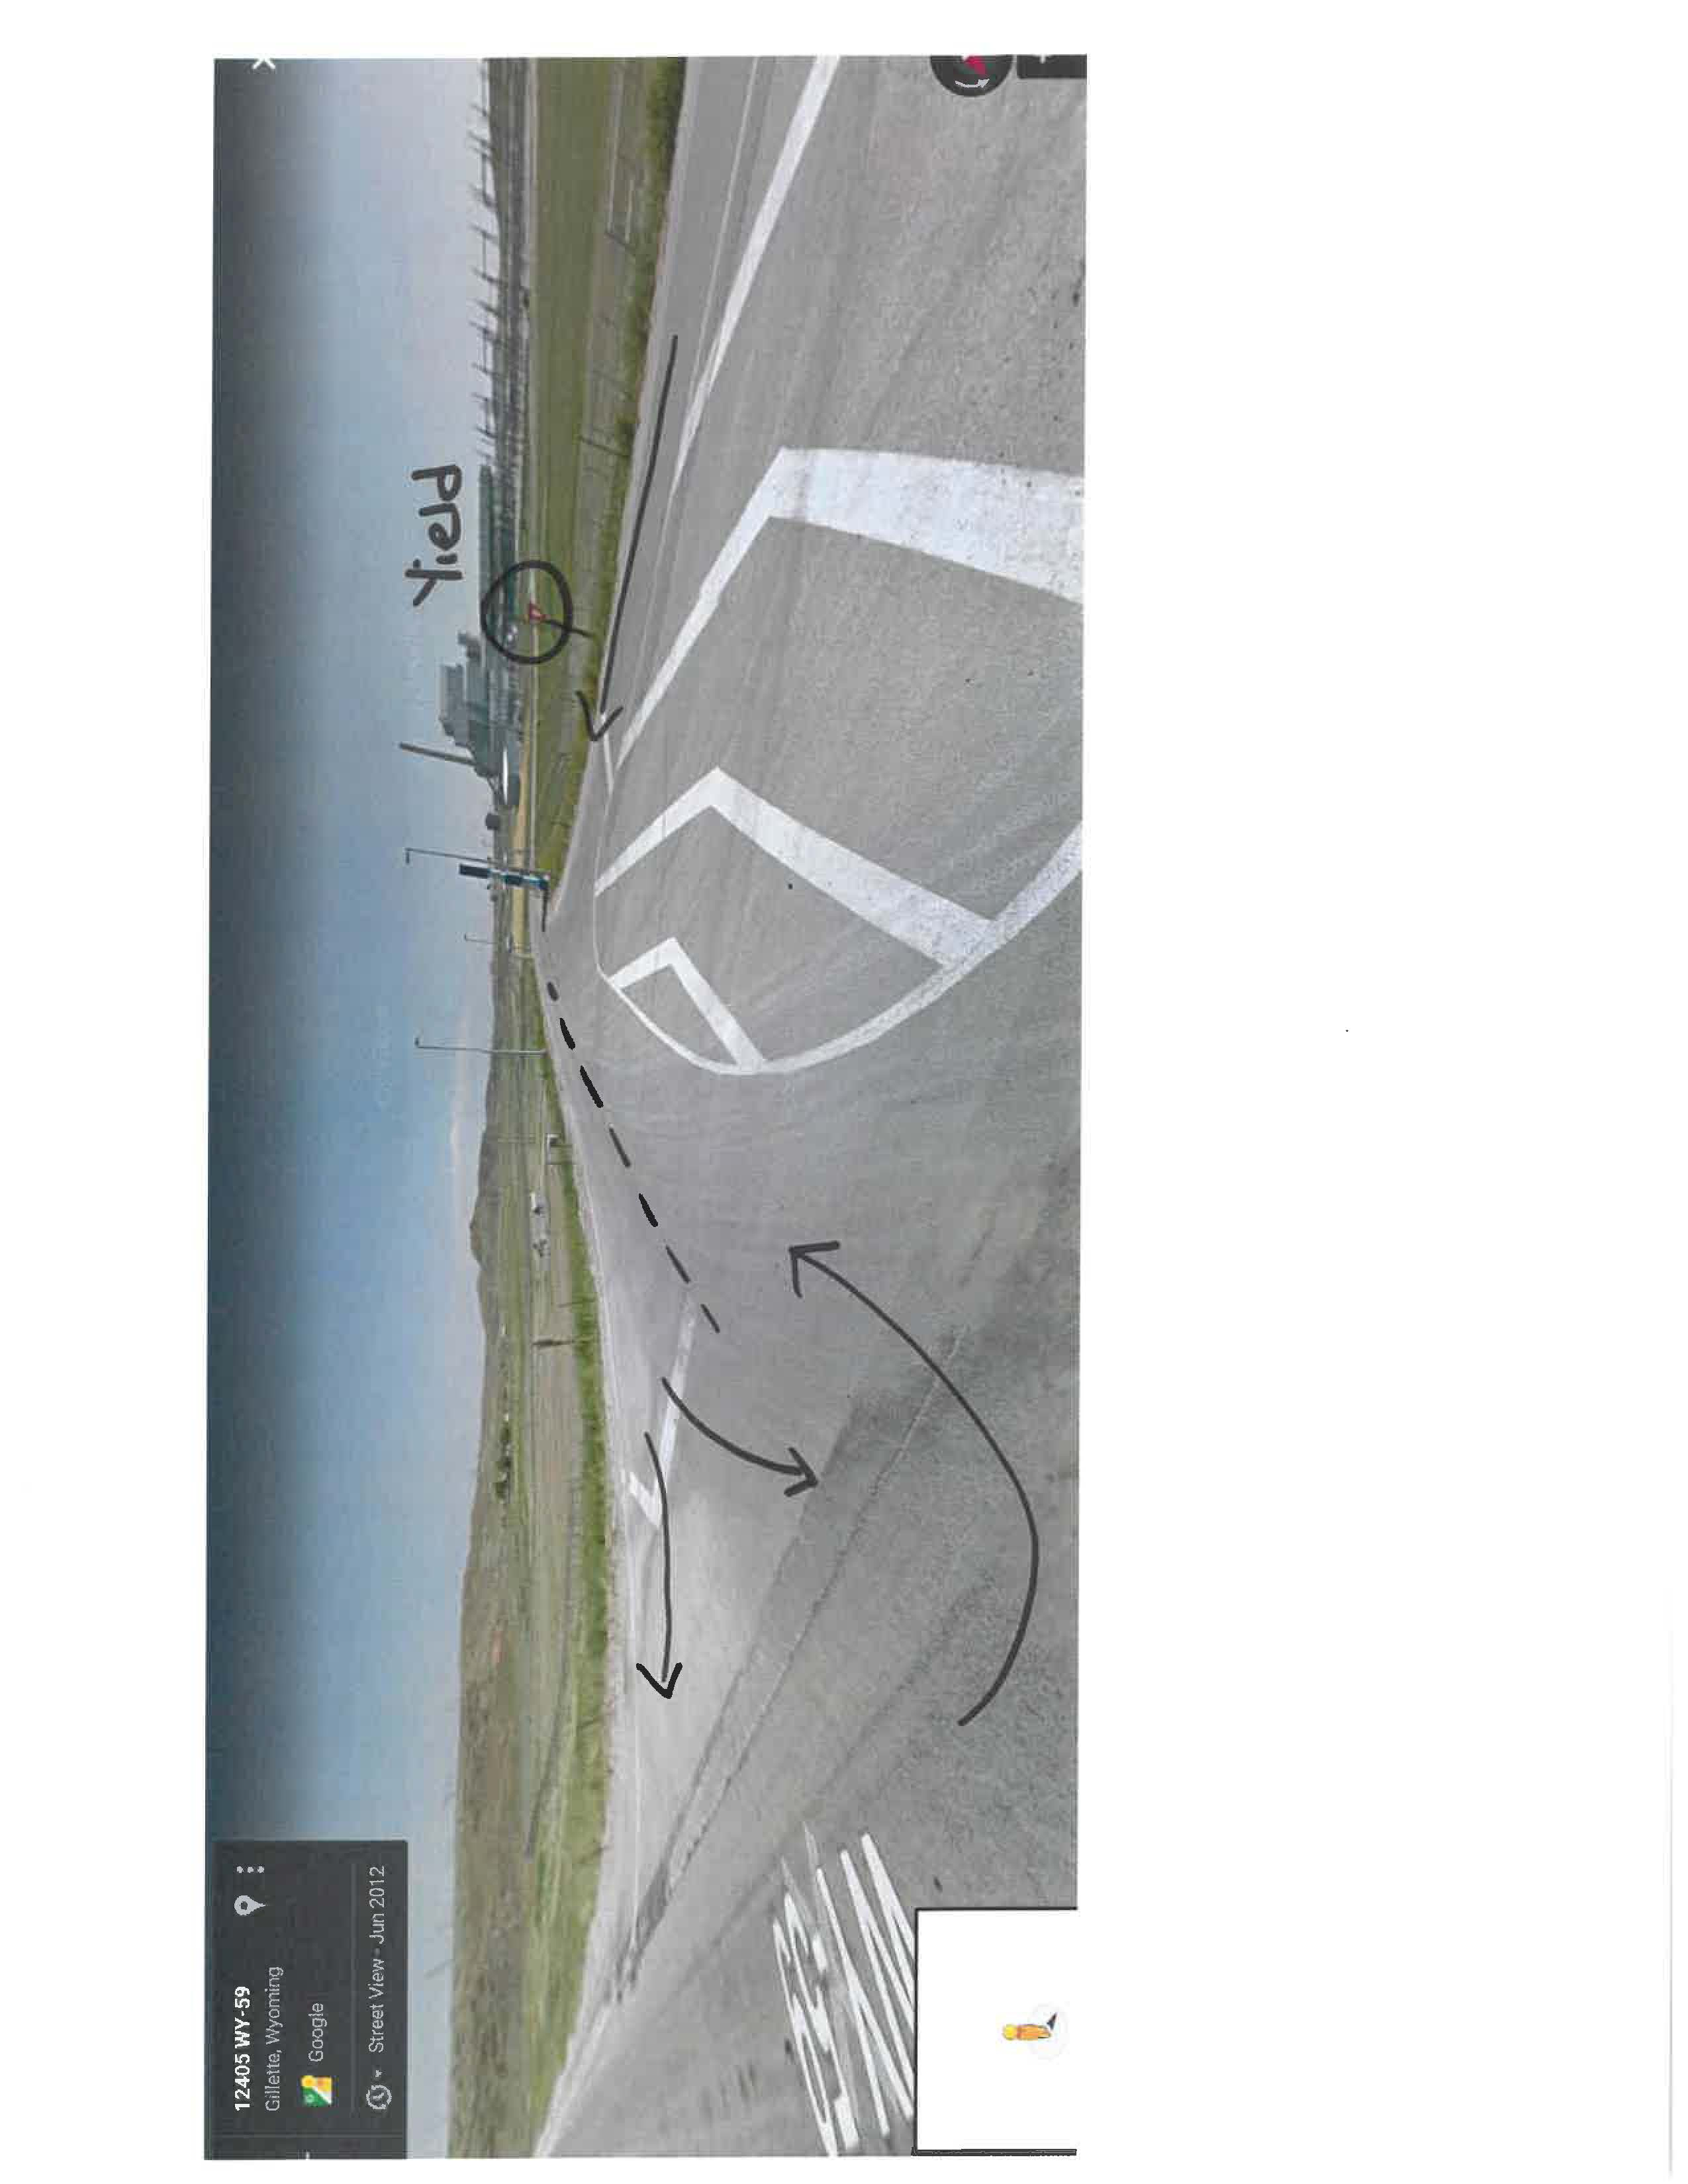 12405 WY-59
Gillette, Wyoming
Google
Street View - Jun 2012
Yield